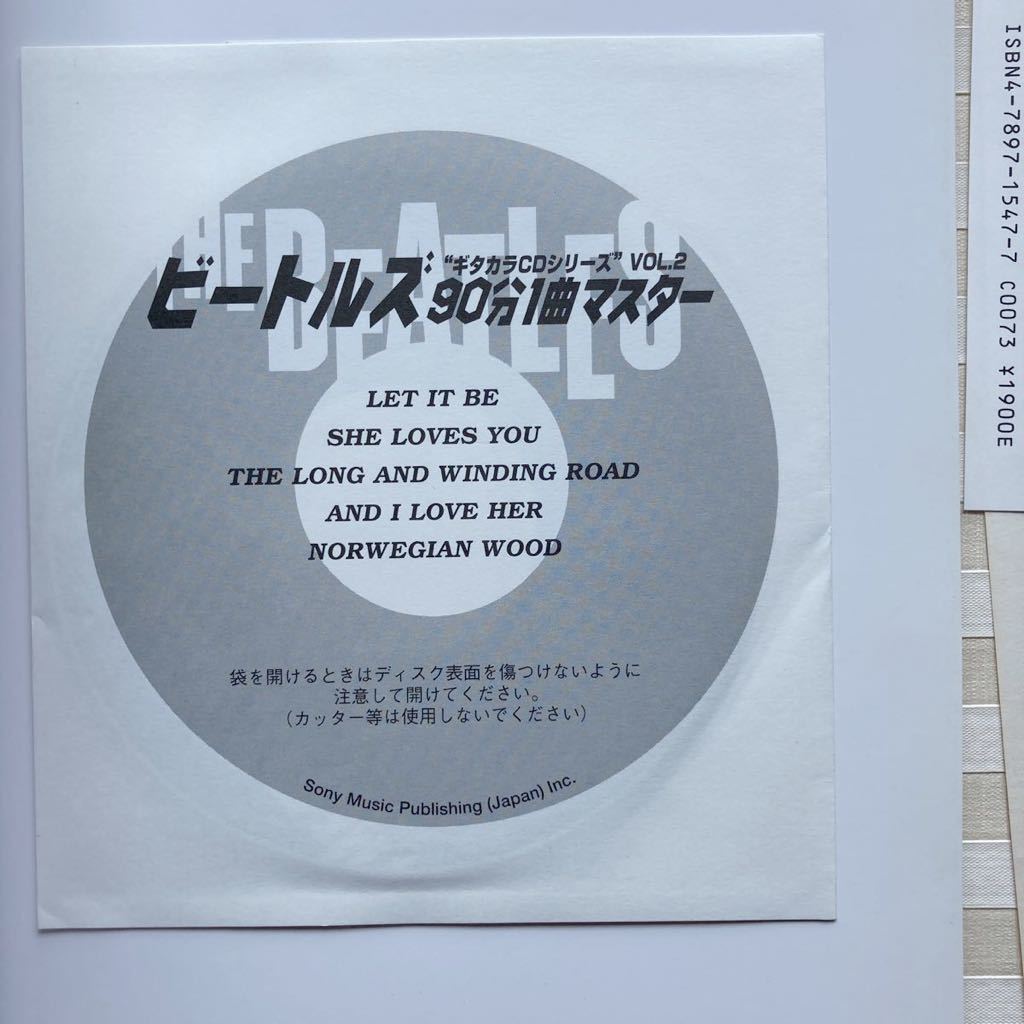 THE
BEATLES
"ギタカラCDシリーズ" VOL.2
ビートルズ:90分1曲マスター
LET IT BE
SHE LOVES YOU
THE LONG AND WINDING ROAD
AND I LOVE HER
NORWEGIAN WOOD
袋を開けるときはディスク表面を傷つけないように
注意して開けてください。
(カッター等は使用しないでください)
Sony Music Publishing (Japan) Inc.
ISBN4-7897-1547-7 C0073 ¥1900E